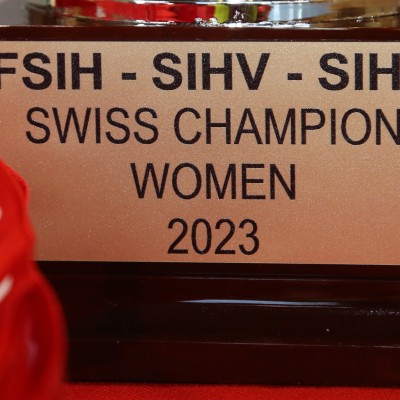 FSIH - SIHV - SIH
SWISS CHAMPION
WOMEN
2023